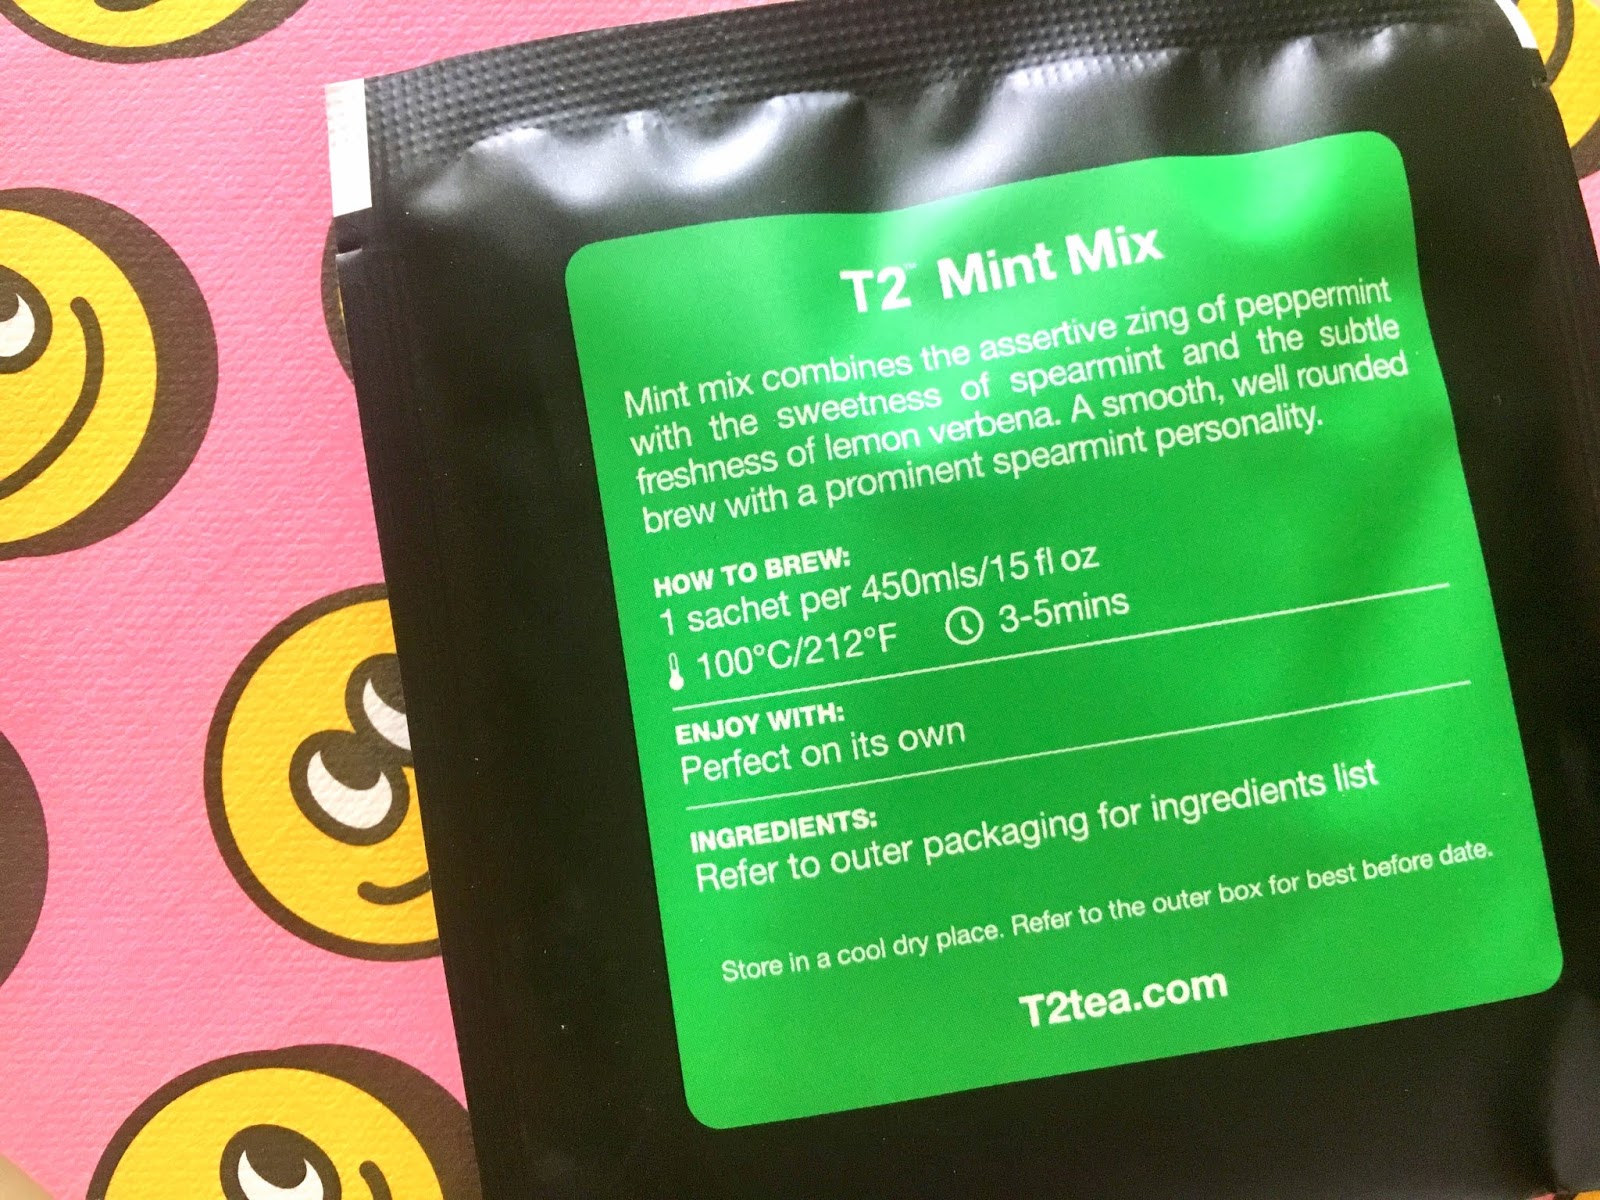 T2™ Mint Mix
Mint mix combines the assertive zing of peppermint
with the sweetness of spearmint and the subtle
freshness of lemon verbena. A smooth, well rounded
brew with a prominent spearmint personality.
HOW TO BREW:
1 sachet per 450mls/15 fl oz
100°C/212°F 3-5mins
ENJOY WITH:
Perfect on its own
INGREDIENTS:
Refer to outer packaging for ingredients list
Store in a cool dry place. Refer to the outer box for best before date.
T2tea.com